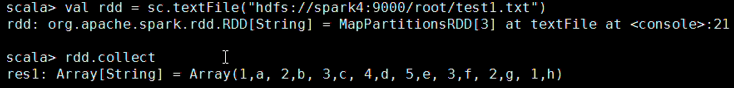 scala> val rdd = sc.textFile("hdfs://spark4:9000/root/test1.txt")
rdd: org.apache.spark.rdd.RDD[String] = MapPartitionsRDD[3] at textFile at <console>:21
scala> rdd.collect
res1: Array[String] = Array(1,a, 2,b, 3,c, 4,d, 5,e, 3,f, 2,g, 1,h)